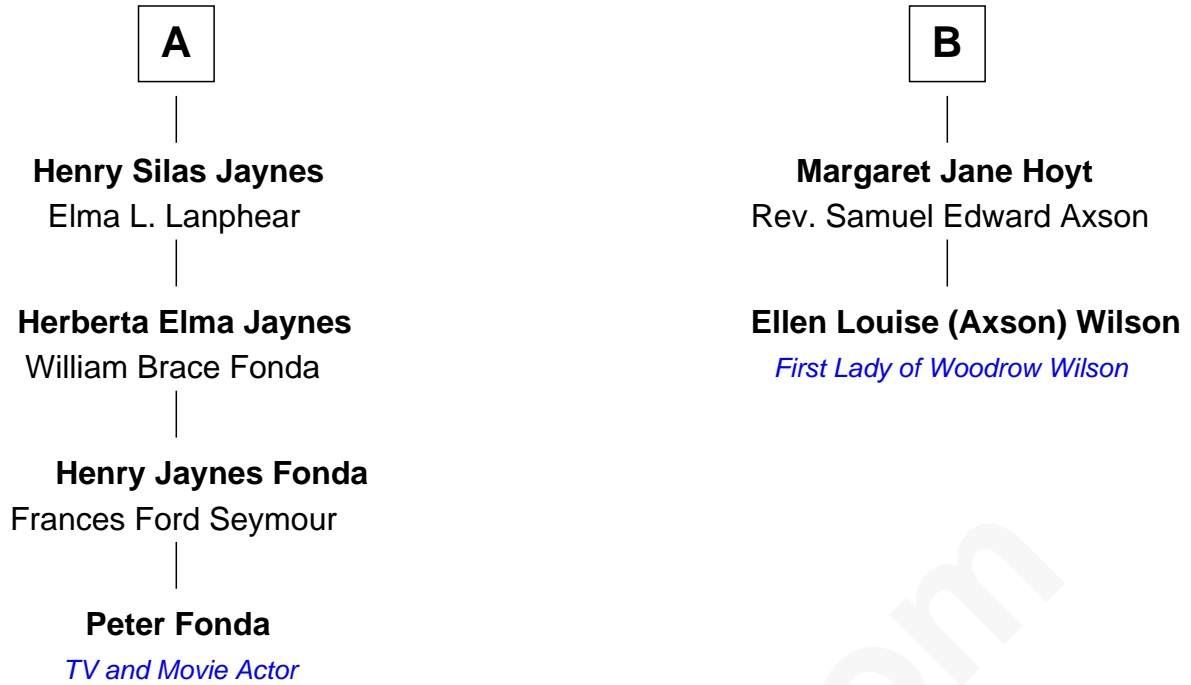 A
Henry Silas Jaynes
Elma L. Lanphear
Herberta Elma Jaynes
William Brace Fonda
Henry Jaynes Fonda
Frances Ford Seymour
Peter Fonda
TV and Movie Actor
B
Margaret Jane Hoyt
Rev. Samuel Edward Axson
Ellen Louise (Axson) Wilson
First Lady of Woodrow Wilson
om